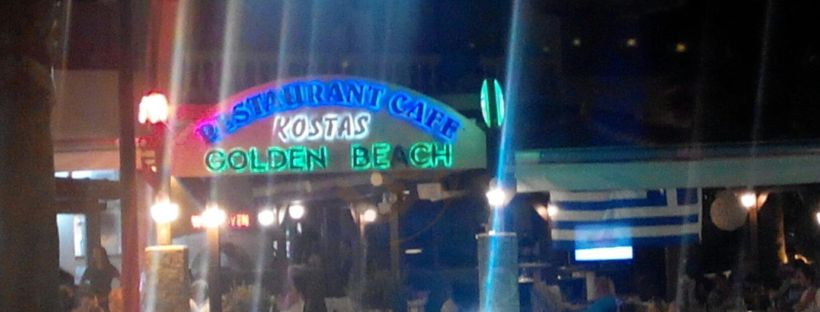 RESTAURANT CAFE
KOSTAS
GOLDEN BEACH